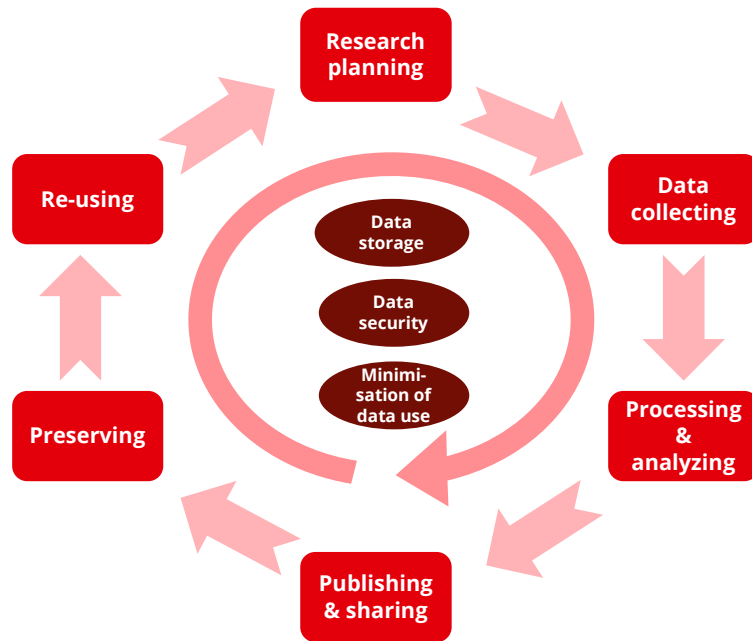 Research
planning
Data
collecting
Processing
&
analyzing
Publishing
& sharing
Preserving
Re-using
Data
storage
Data
security
Minimi-
sation of
data use